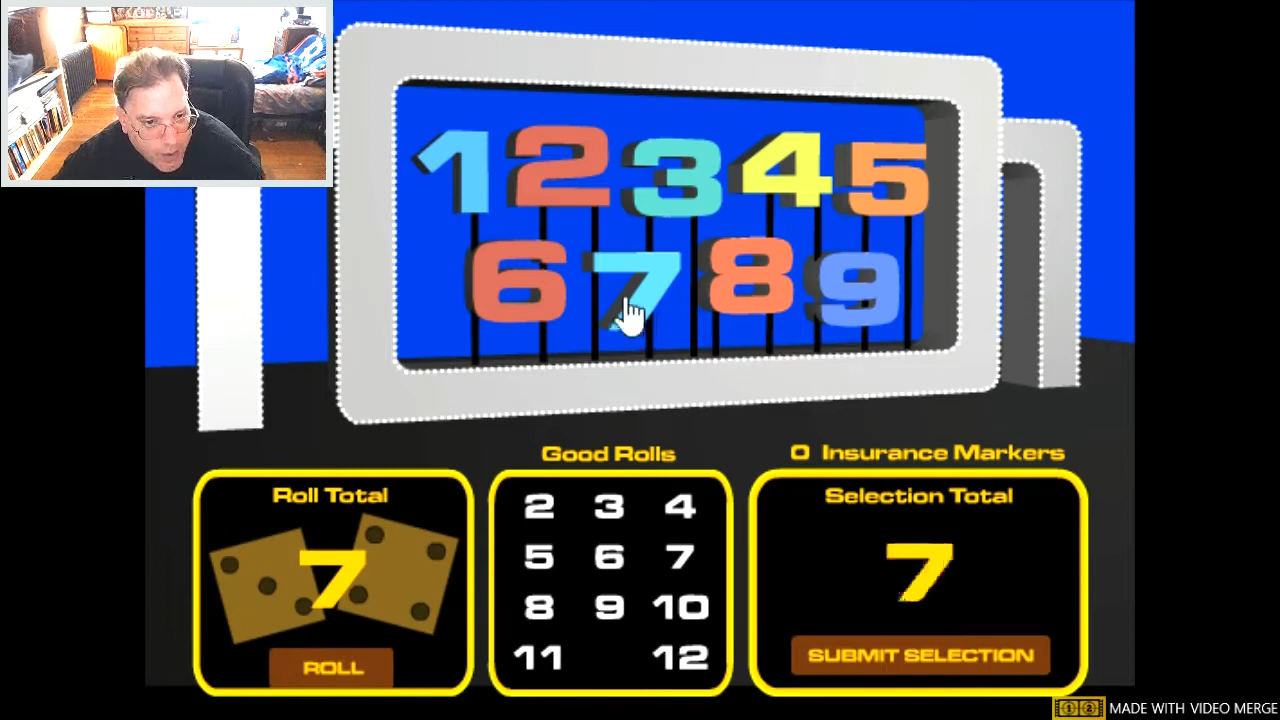 1 2 3 4 5
6 7 8 9
Good Rolls
0 Insurance Markers
Roll Total
7
ROLL
2 3 4
5 6 7
8 9 10
11 12
Selection Total
7
SUBMIT SELECTION
1 2 MADE WITH VIDEO MERGE